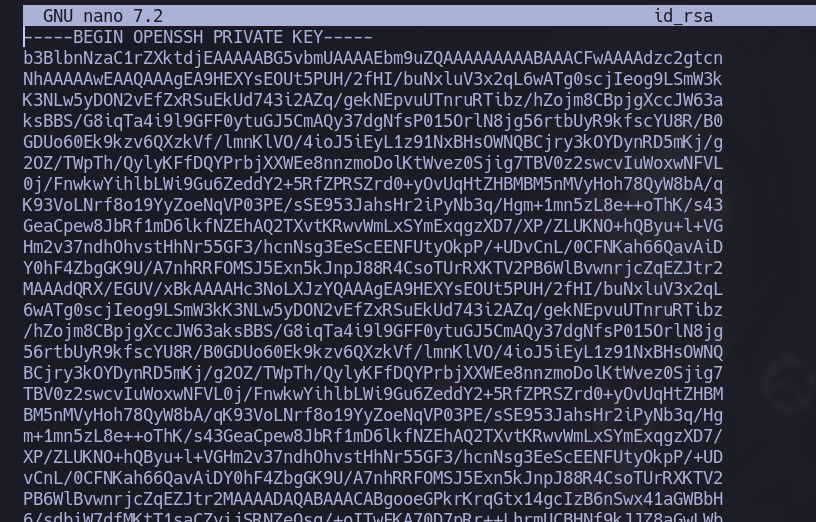 GNU nano 7.2 id_rsa
-----BEGIN OPENSSH PRIVATE KEY-----
b3BlbnNzaC1rZXktdjEAAAAABG5vbmUAAAAEbm9uZQAAAAAAAAABAAACFwAAAAdzc2gtcn
NhAAAAAwEAAQAAAgEA9HEXYsEOUt5PUH/2fHI/buNxluV3x2qL6wATg0scjIeog9LSmW3k
K3NLw5yDON2vEfZxRSuEkUd743i2AZq/gekNEpvuUTnruRTibz/hZojm8CBpjgXccJW63a
ksBBS/G8iqTa4i9l9GFF0ytuGJ5CmAQy37dgNfsP015OrlN8jg56rtbUyR9kfscYU8R/B0
GDUo60Ek9kzv6QXzkVf/lmnKlVO/4ioJ5iEyL1z91NxBHsOWNQBCjry3kOYDynRD5mKj/g
2OZ/TWpTh/QylyKFfDQYPrbjXXWEe8nnzmoDolKtWvez0Sjig7TBV0z2swcvIuWoxwNFVL
0j/FnwkwYihlbLWi9Gu6ZeddY2+5RfZPRSZrd0+yOvUqHtZHBMBM5nMVyHoh78QyW8bA/q
K93VoLNrf8o19YyZoeNqVP03PE/sSE953JahsHr2iPyNb3q/Hgm+1mn5zL8e++oThK/s43
GeaCpew8JbRf1mD6lkfNZEhAQ2TXvtKRwvWmLxSYmExqgzXD7/XP/ZLUKNO+hQByu+l+VG
Hm2v37ndhOhvstHhNr55GF3/hcnNsg3EeScEENFUtyOkpP/+UDvCnL/0CFNKah66QavAiD
Y0hF4ZbgGK9U/A7nhRRFOMSJ5Exn5kJnpJ88R4CsoTUrRXKTV2PB6WlBvwnrjcZqEZJtr2
MAAAdQRX/EGUV/xBkAAAAHc3NoLXJzYQAAAgEA9HEXYsEOUt5PUH/2fHI/buNxluV3x2qL
6wATg0scjIeog9LSmW3kK3NLw5yDON2vEfZxRSuEkUd743i2AZq/gekNEpvuUTnruRTibz
/hZojm8CBpjgXccJW63aksBBS/G8iqTa4i9l9GFF0ytuGJ5CmAQy37dgNfsP015OrlN8jg
56rtbUyR9kfscYU8R/B0GDUo60Ek9kzv6QXzkVf/lmnKlVO/4ioJ5iEyL1z91NxBHsOWNQ
BCjry3kOYDynRD5mKj/g2OZ/TWpTh/QylyKFfDQYPrbjXXWEe8nnzmoDolKtWvez0Sjig7
TBV0z2swcvIuWoxwNFVL0j/FnwkwYihlbLWi9Gu6ZeddY2+5RfZPRSZrd0+yOvUqHtZHBM
BM5nMVyHoh78QyW8bA/qK93VoLNrf8o19YyZoeNqVP03PE/sSE953JahsHr2iPyNb3q/Hg
m+1mn5zL8e++oThK/s43GeaCpew8JbRf1mD6lkfNZEhAQ2TXvtKRwvWmLxSYmExqgzXD7/
XP/ZLUKNO+hQByu+l+VGHm2v37ndhOhvstHhNr55GF3/hcnNsg3EeScEENFUtyOkpP/+UD
vCnL/0CFNKah66QavAiDY0hF4ZbgGK9U/A7nhRRFOMSJ5Exn5kJnpJ88R4CsoTUrRXKTV2
PB6WlBvwnrjcZqEZJtr2MAAAADAQABAAACABgooeGPkrKrqGtx14gcIzB6nSwx41aGWBbH